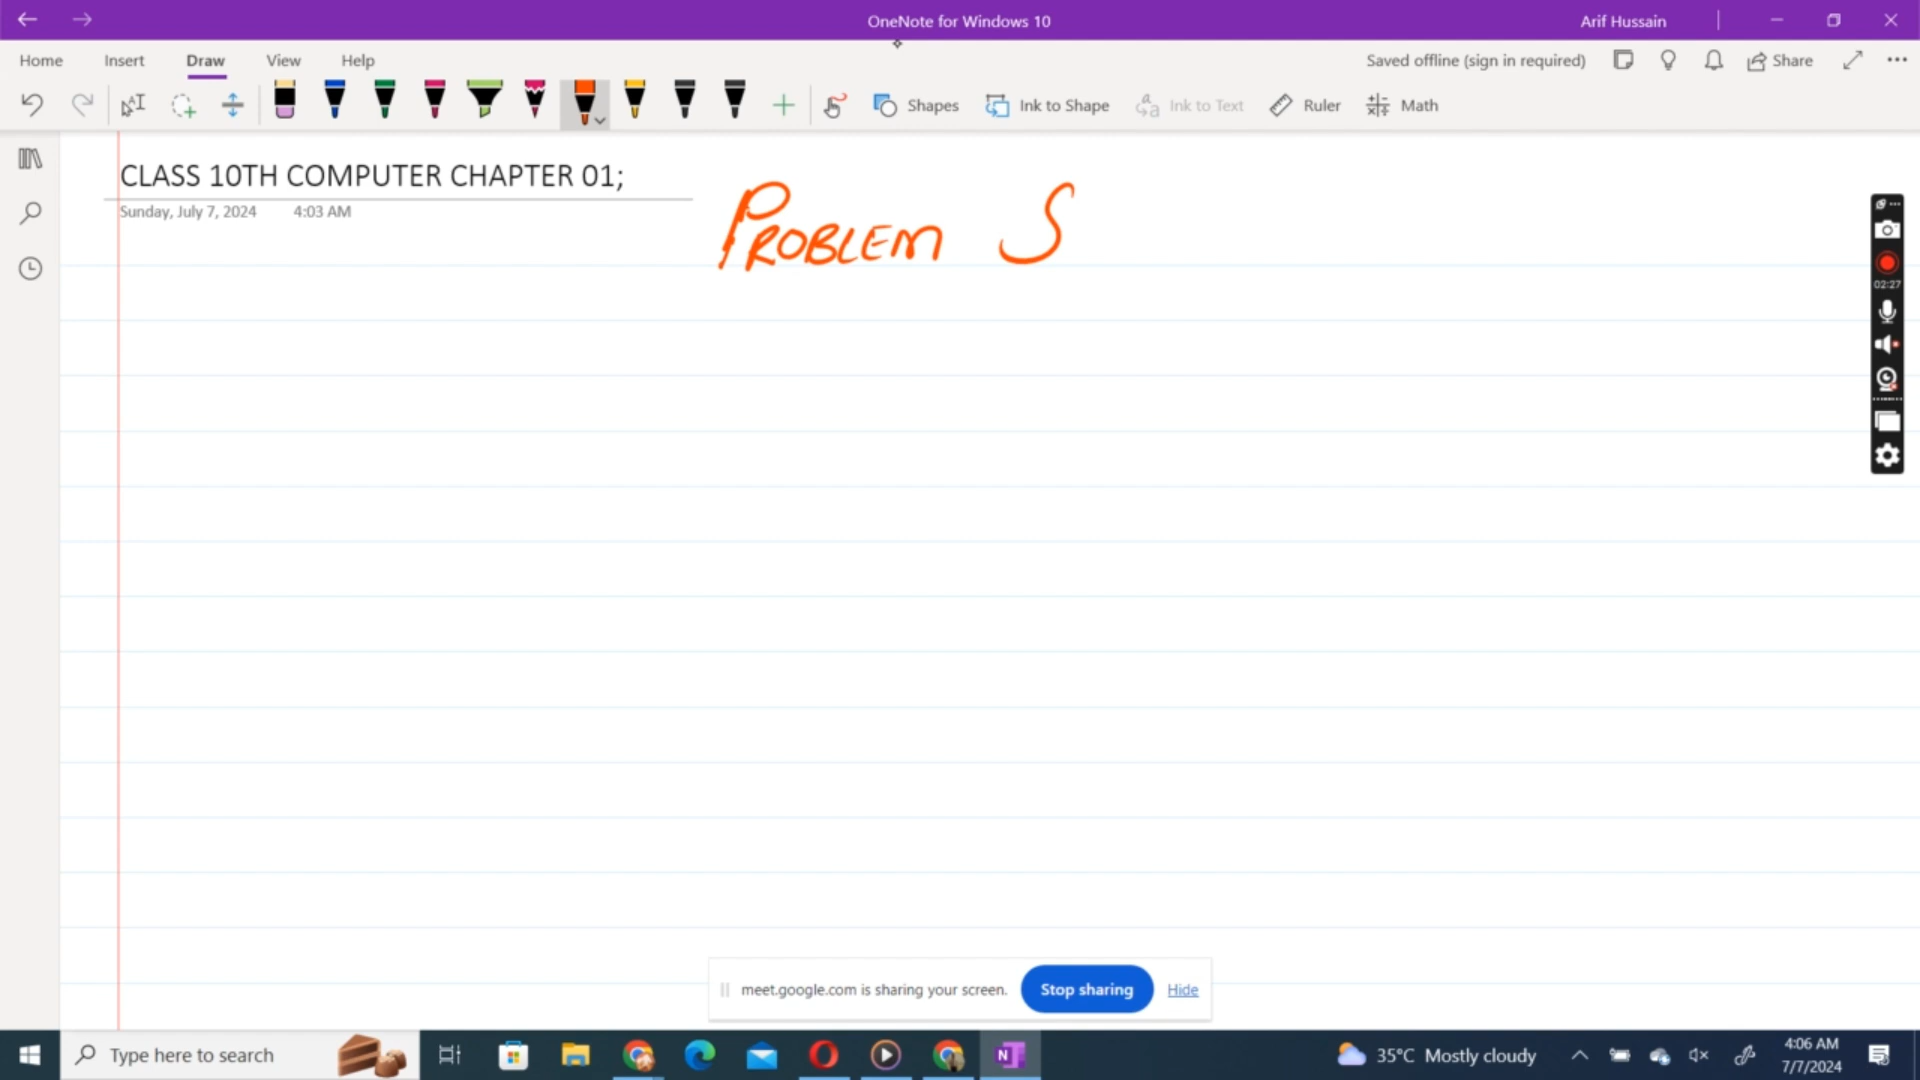 OneNote for Windows 10
Arif Hussain
Home Insert Draw View Help
Saved offline (sign in required)
Share
Shapes
Ink to Shape
Ink to Text
Ruler
Math
CLASS 10TH COMPUTER CHAPTER 01;
Sunday, July 7, 2024 4:03 AM
PROBLEM S
02:27
meet.google.com is sharing your screen.
Stop sharing
Hide
Type here to search
35°C Mostly cloudy
4:06 AM
7/7/2024